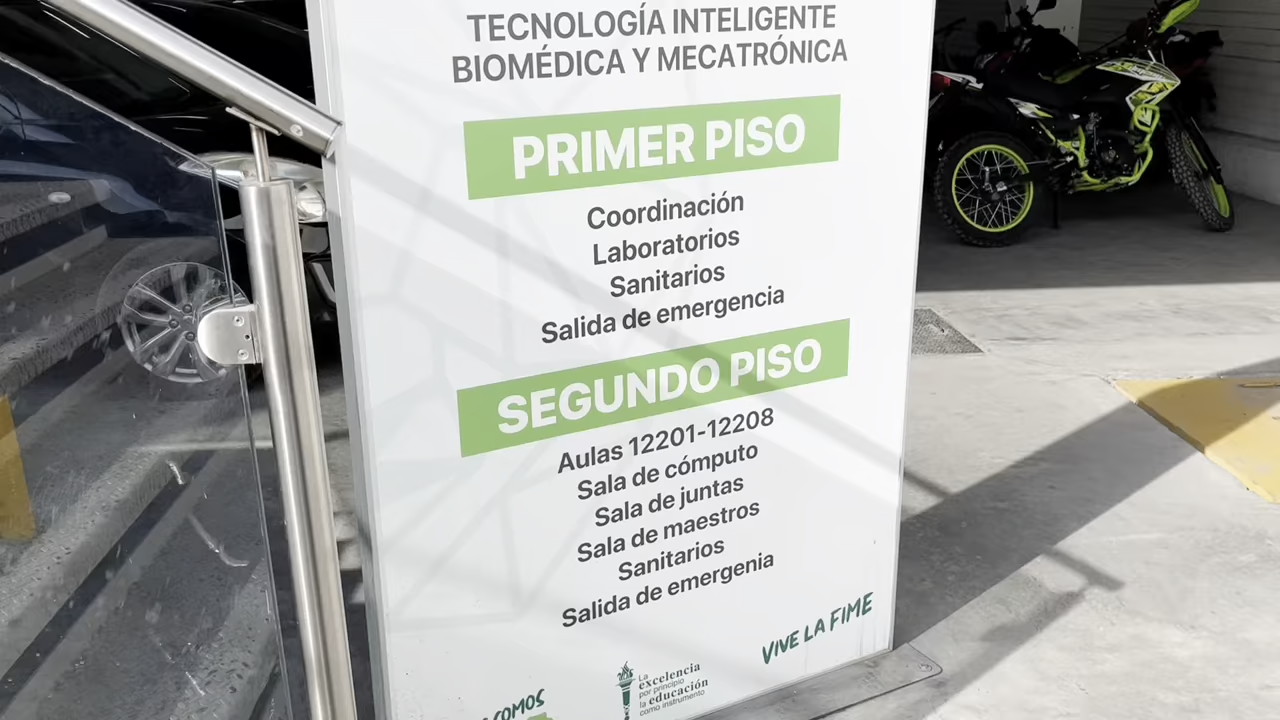 TECNOLOGÍA INTELIGENTE
BIOMÉDICA Y MECATRÓNICA
PRIMER PISO
Coordinación
Laboratorios
Sanitarios
Salida de emergencia
SEGUNDO PISO
Aulas 12201-12208
Sala de cómputo
Sala de juntas
Sala de maestros
Sanitarios
Salida de emergenia
VIVE LA FIME
La
excelencia
por principio
la educación
como instrumento